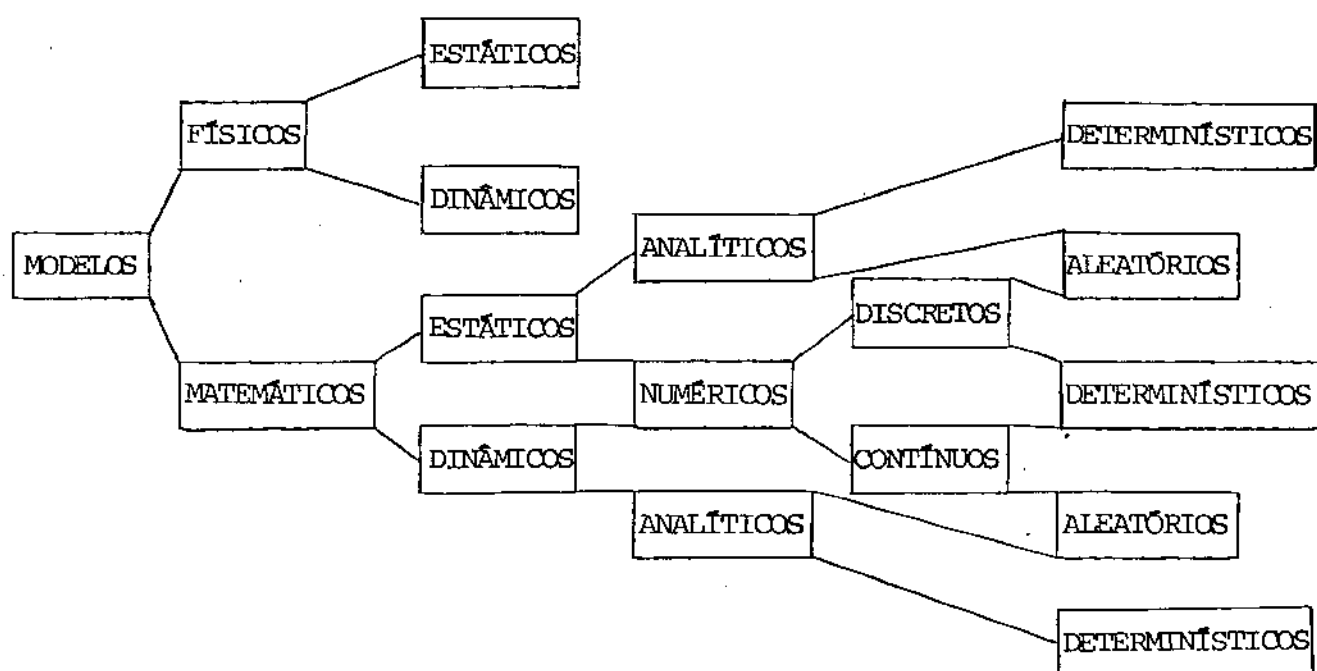 ESTÁTICOS
FÍSICOS
DETERMINÍSTICOS
DINÂMICOS
ANALÍTICOS
MODELOS
ALEATÓRIOS
DISCRETOS
ESTÁTICOS
MATEMÁTICOS
NUMÉRICOS
DETERMINÍSTICOS
DINÂMICOS
CONTÍNUOS
ANALÍTICOS
ALEATÓRIOS
DETERMINÍSTICOS